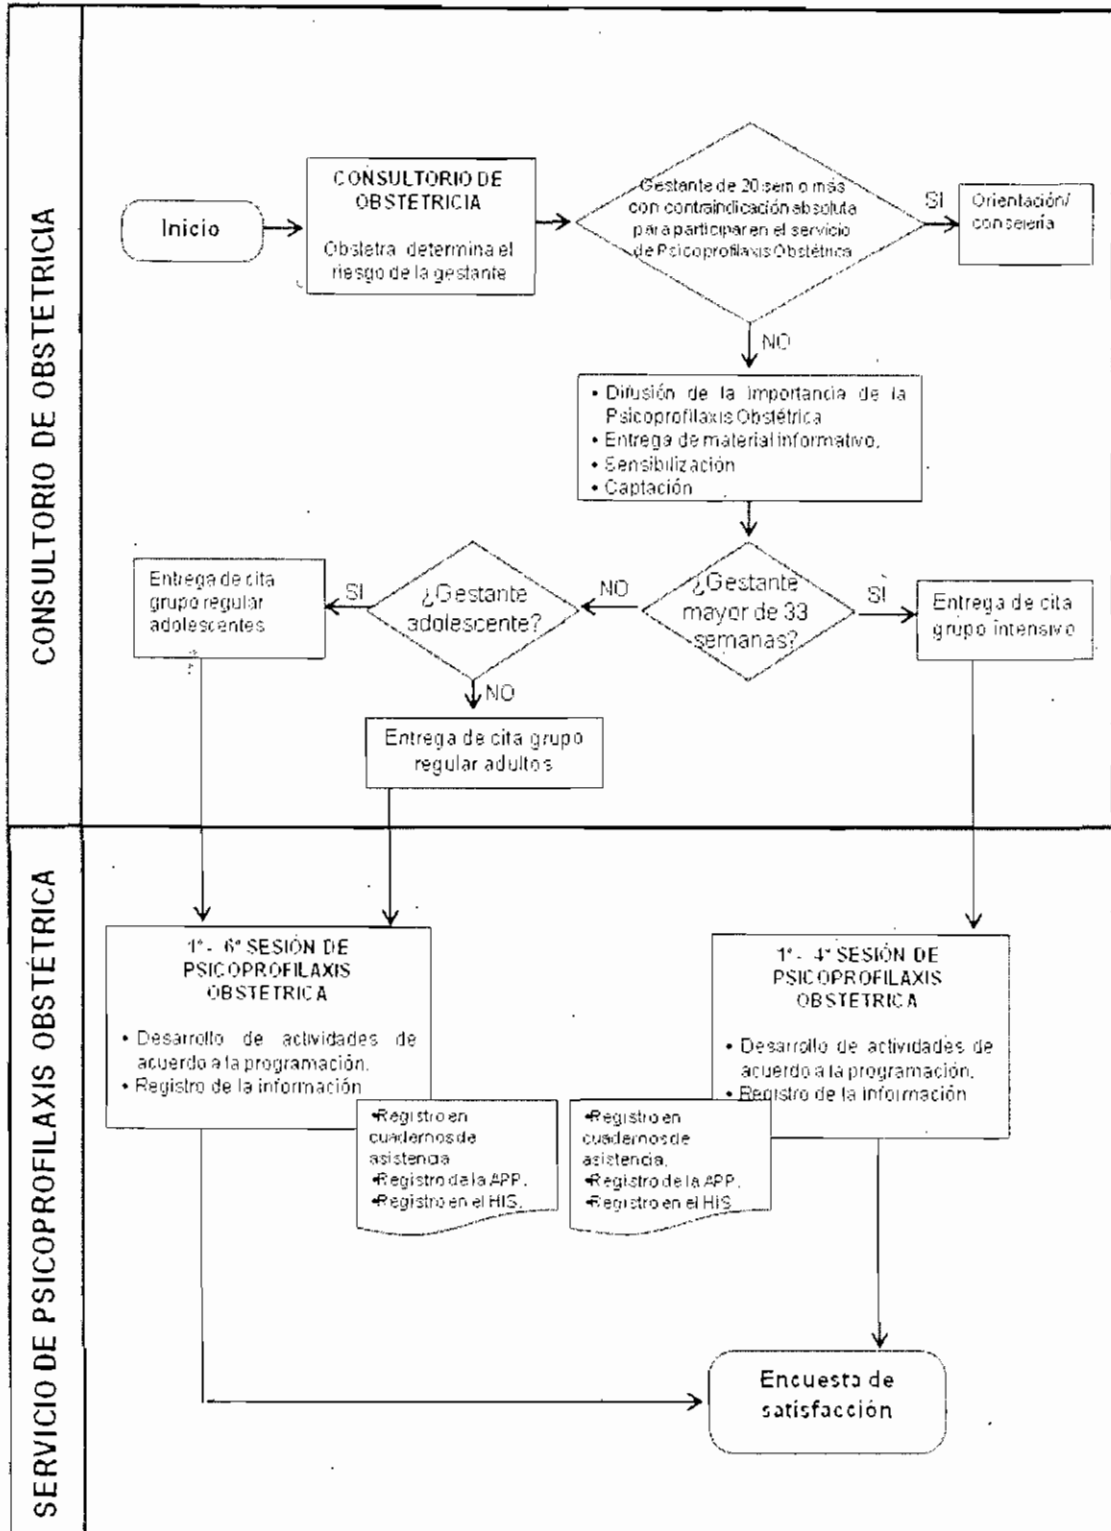 CONSULTORIO DE OBSTETRICIA
Inicio
CONSULTORIO DE
OBSTETRICIA
Obstetra determina el
riesgo de la gestante
Gestante de 20 sem o más
con contraindicación absoluta
para participar en el servicio
de Psicoprofilaxis Obstétrica
SI
Orientación/
consejería
NO
• Difusión de la importancia de la
Psicoprofilaxis Obstétrica
• Entrega de material informativo.
• Sensibilización
• Captación
Entrega de cita
grupo regular
adolescentes
SI
¿Gestante
adolescente?
NO
¿Gestante
mayor de 33
semanas?
SI
Entrega de cita
grupo intensivo
NO
Entrega de cita grupo
regular adultos
SERVICIO DE PSICOPROFILAXIS OBSTÉTRICA
1° - 6° SESIÓN DE
PSICOPROFILAXIS
OBSTETRICA
• Desarrollo de actividades de
acuerdo a la programación.
• Registro de la información
•Registro en
cuadernos de
asistencia
•Registro de la APP.
•Registro en el HIS.
1° - 4° SESIÓN DE
PSICOPROFILAXIS
OBSTETRICA
• Desarrollo de actividades de
acuerdo a la programación.
• Registro de la información
•Registro en
cuadernos de
asistencia.
•Registro de la APP.
•Registro en el HIS
Encuesta de
satisfacción